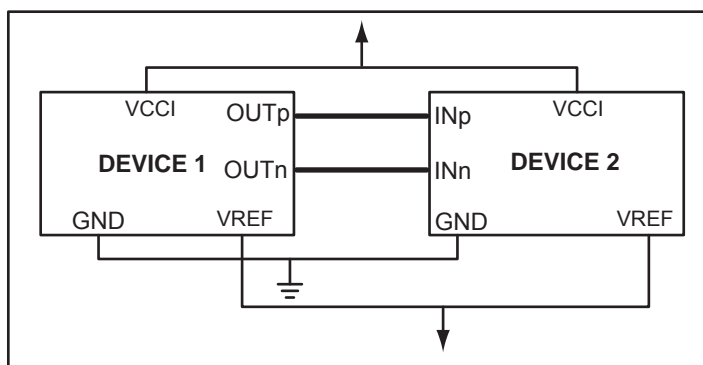 VCCI
OUTp
DEVICE 1
OUTn
GND
VREF
INp
VCCI
INn
DEVICE 2
GND
VREF